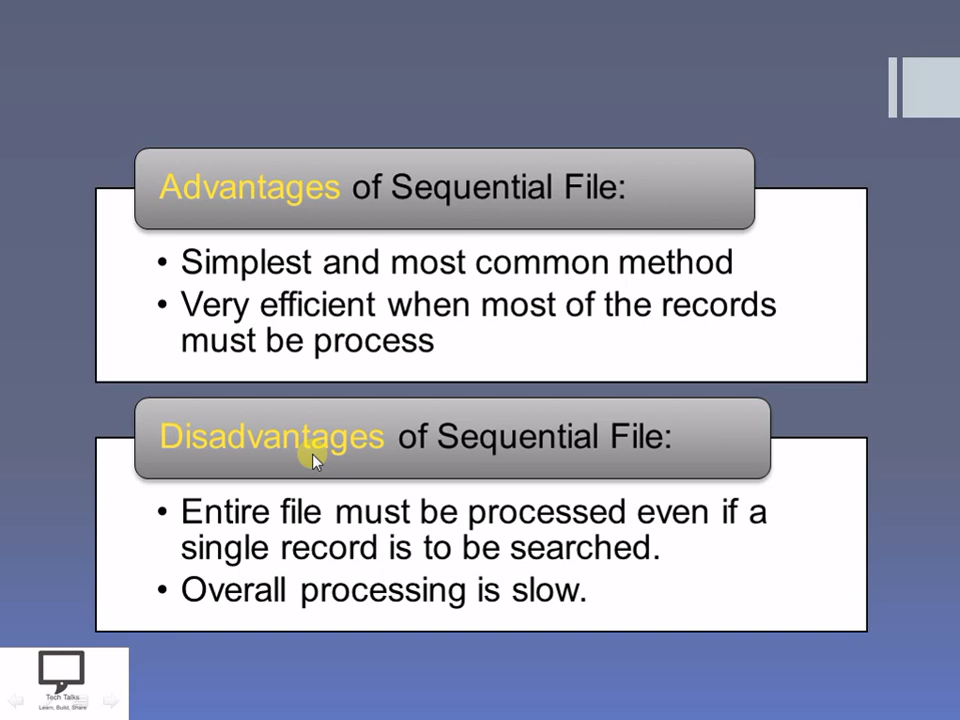 Advantages of Sequential File:
• Simplest and most common method
• Very efficient when most of the records
must be process
Disadvantages of Sequential File:
• Entire file must be processed even if a
single record is to be searched.
• Overall processing is slow.
Tech Talks
Learn, Build, Share